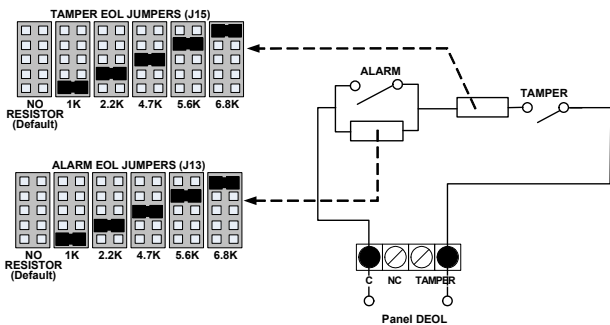 TAMPER EOL JUMPERS (J15)
NO RESISTOR (Default) 1K 2.2K 4.7K 5.6K 6.8K
ALARM
TAMPER
ALARM EOL JUMPERS (J13)
NO RESISTOR (Default) 1K 2.2K 4.7K 5.6K 6.8K
C NC TAMPER
Panel DEOL